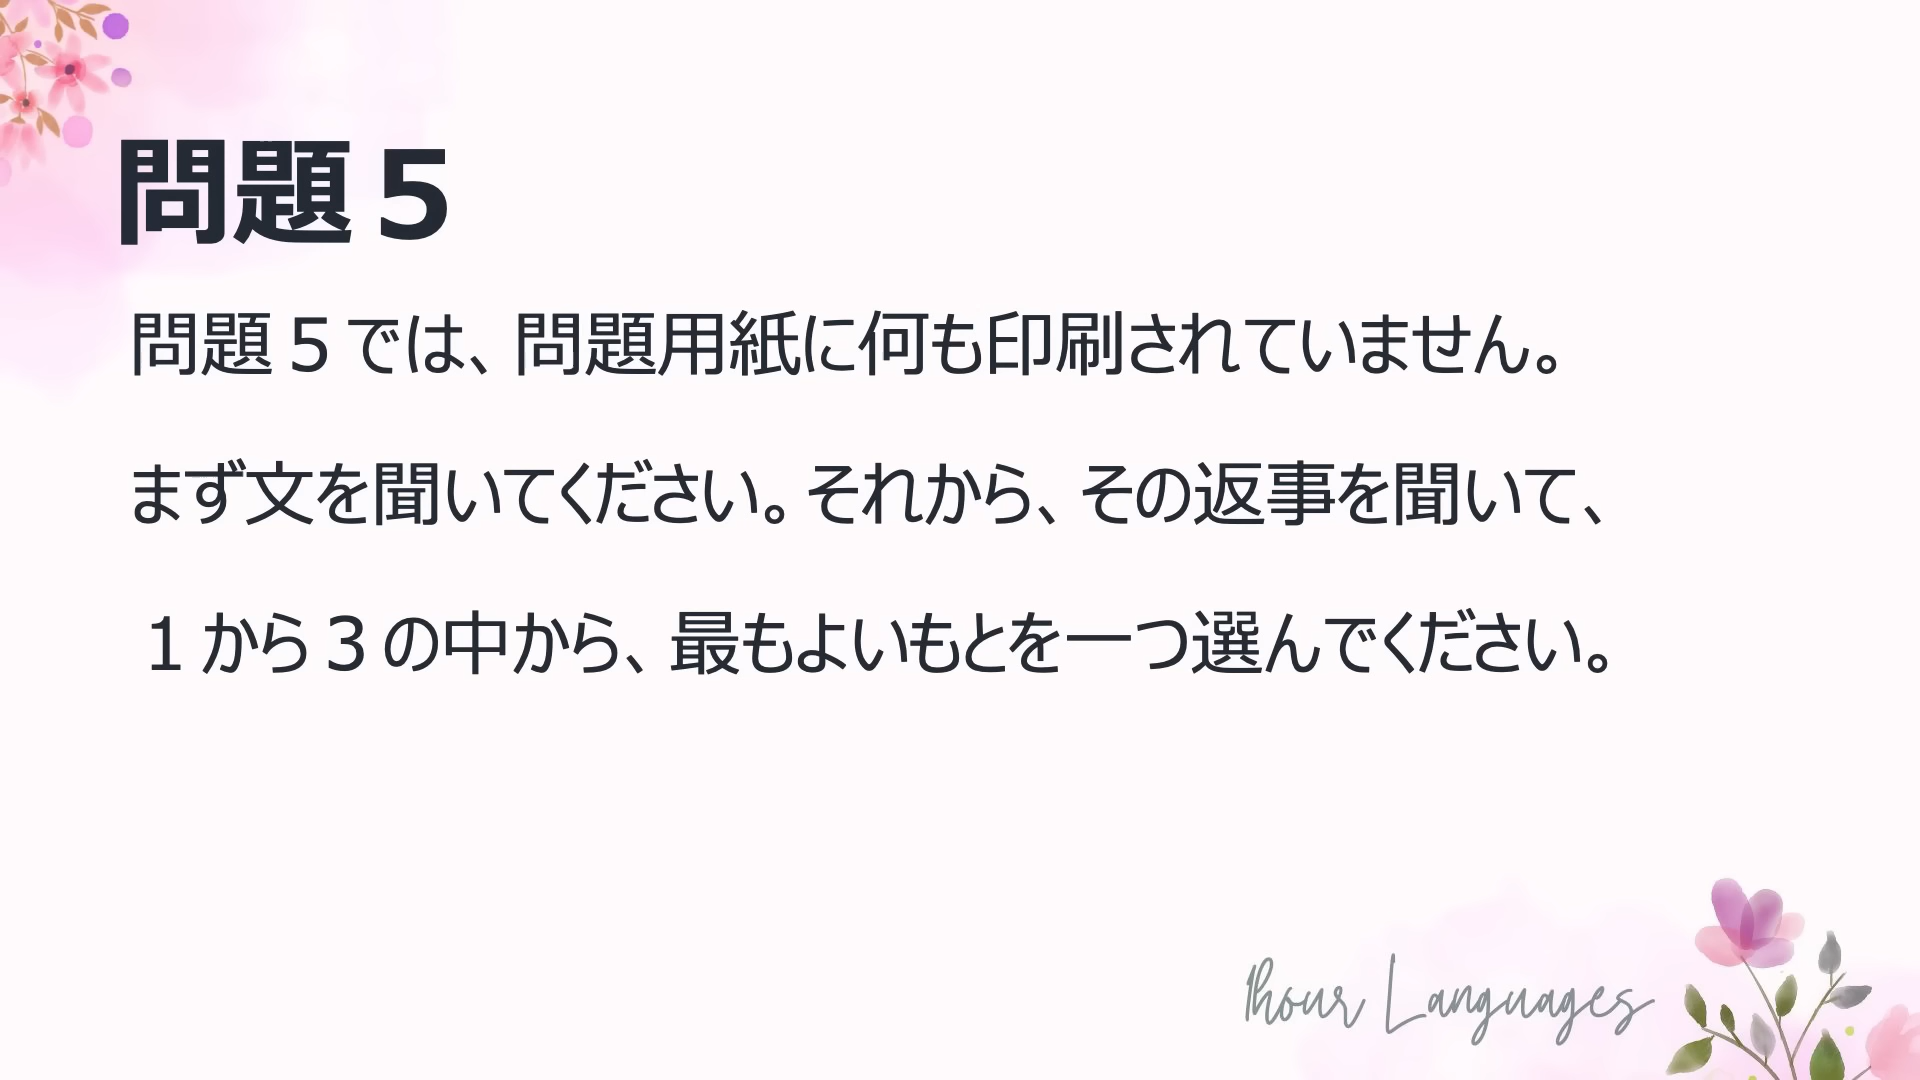 問題５
問題５では、問題用紙に何も印刷されていません。
まず文を聞いてください。それから、その返事を聞いて、
１から３の中から、最もよいもとを一つ選んでください。
1hour Languages